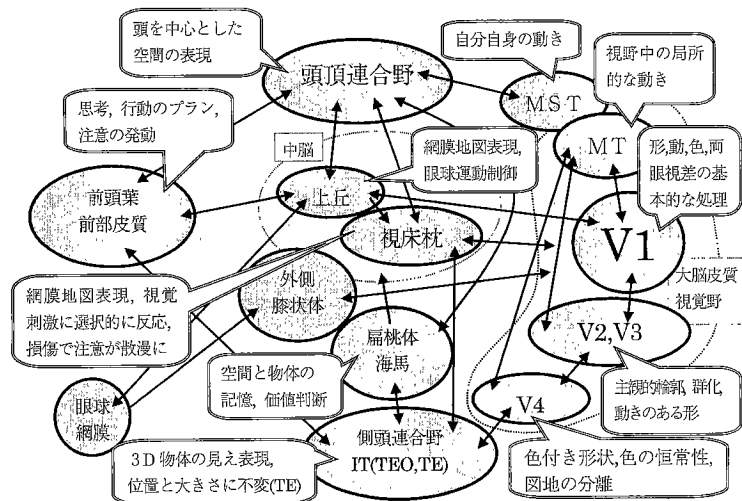 頭を中心とした
空間の表現
頭頂連合野
自分自身の動き
視野中の局所
的な動き
MST
MT
思考, 行動のプラン,
注意の発動
中脳
網膜地図表現,
眼球運動制御
形,動,色,両
眼視差の基
本的な処理
前頭葉
前部皮質
上丘
視床枕
V1
大脳皮質
視覚野
網膜地図表現, 視覚
刺激に選択的に反応,
損傷で注意が散漫に
外側
膝状体
扁桃体
海馬
V2,V3
空間と物体の
記憶, 価値判断
主観的輪郭, 群化,
動きのある形
眼球
網膜
V4
側頭連合野
IT(TEO,TE)
3D物体の見え表現,
位置と大きさに不変(TE)
色付き形状,色の恒常性,
図地の分離